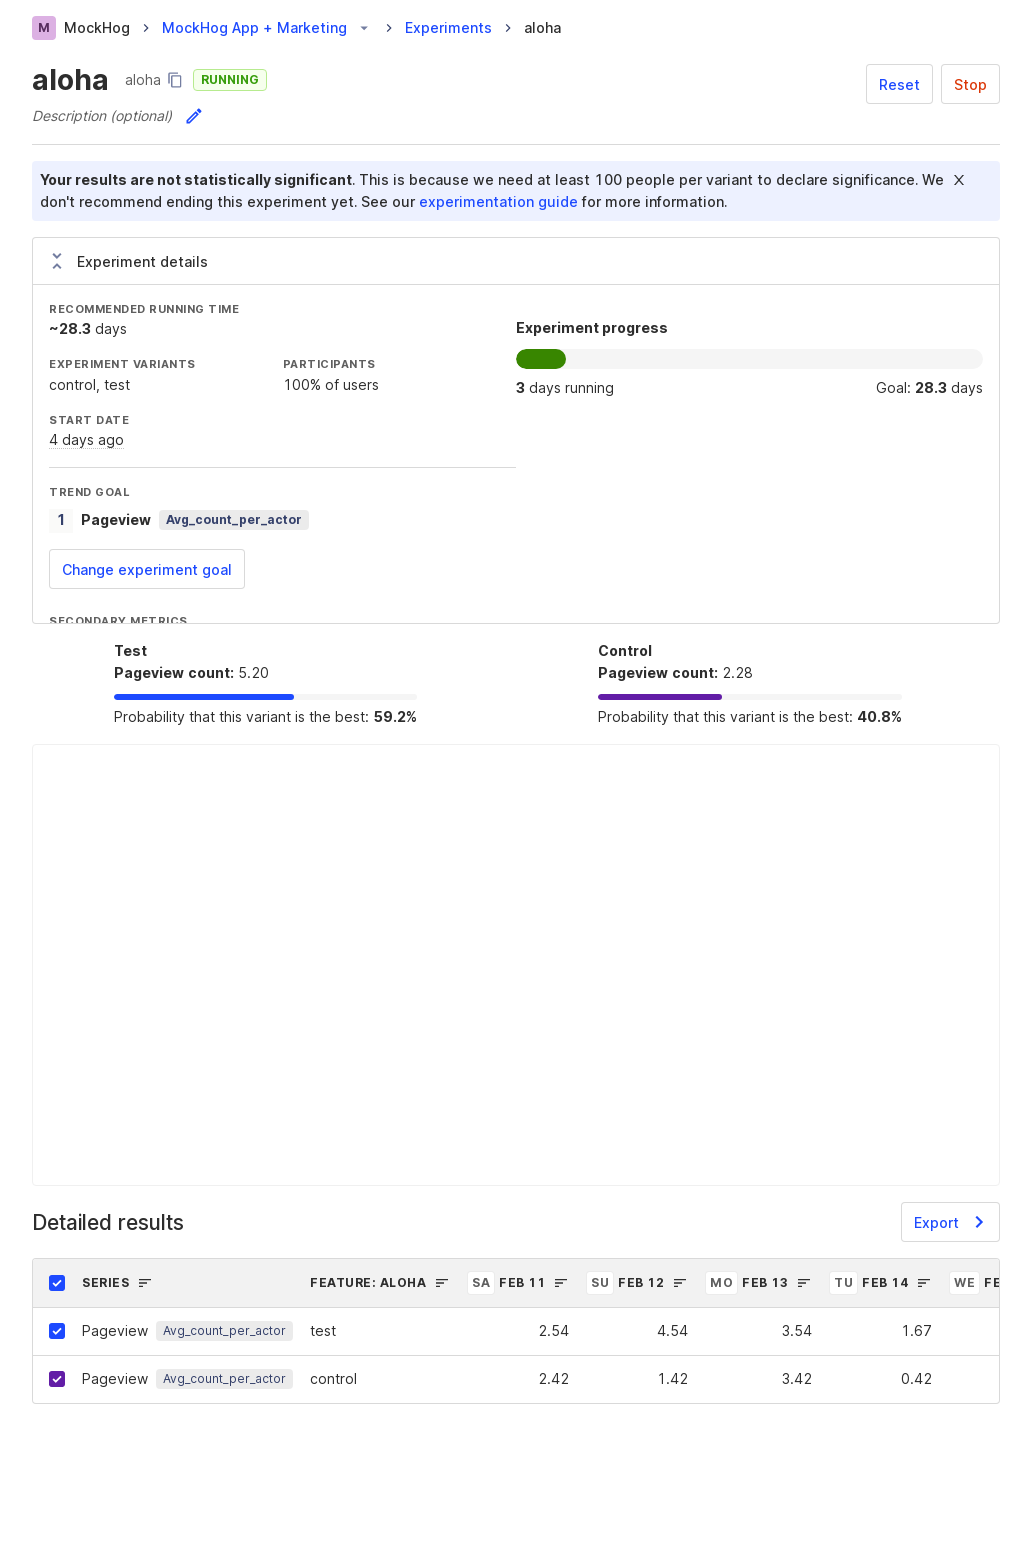 M MockHog > MockHog App + Marketing > Experiments > aloha
aloha aloha RUNNING
Reset Stop
Description (optional)
Your results are not statistically significant. This is because we need at least 100 people per variant to declare significance. We
don't recommend ending this experiment yet. See our experimentation guide for more information.
Experiment details
RECOMMENDED RUNNING TIME
~28.3 days
EXPERIMENT VARIANTS PARTICIPANTS
control, test 100% of users
START DATE
4 days ago
Experiment progress
3 days running Goal: 28.3 days
TREND GOAL
1 Pageview Avg_count_per_actor
Change experiment goal
SECONDARY METRICS
Test
Pageview count: 5.20
Probability that this variant is the best: 59.2%
Control
Pageview count: 2.28
Probability that this variant is the best: 40.8%
Detailed results
Export
SERIES FEATURE: ALOHA SA FEB 11 SU FEB 12 MO FEB 13 TU FEB 14 WE FE
Pageview Avg_count_per_actor test 2.54 4.54 3.54 1.67
Pageview Avg_count_per_actor control 2.42 1.42 3.42 0.42